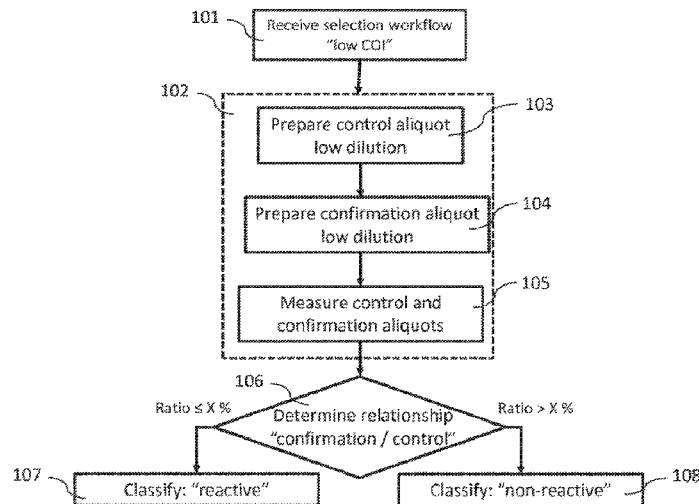 101
Receive selection workflow
"low COI"
102
103
Prepare control aliquot
low dilution
104
Prepare confirmation aliquot
low dilution
105
Measure control and
confirmation aliquots
106
Ratio ≤ X %
Ratio > X %
Determine relationship
"confirmation / control"
107
Classify: "reactive"
108
Classify: "non-reactive"